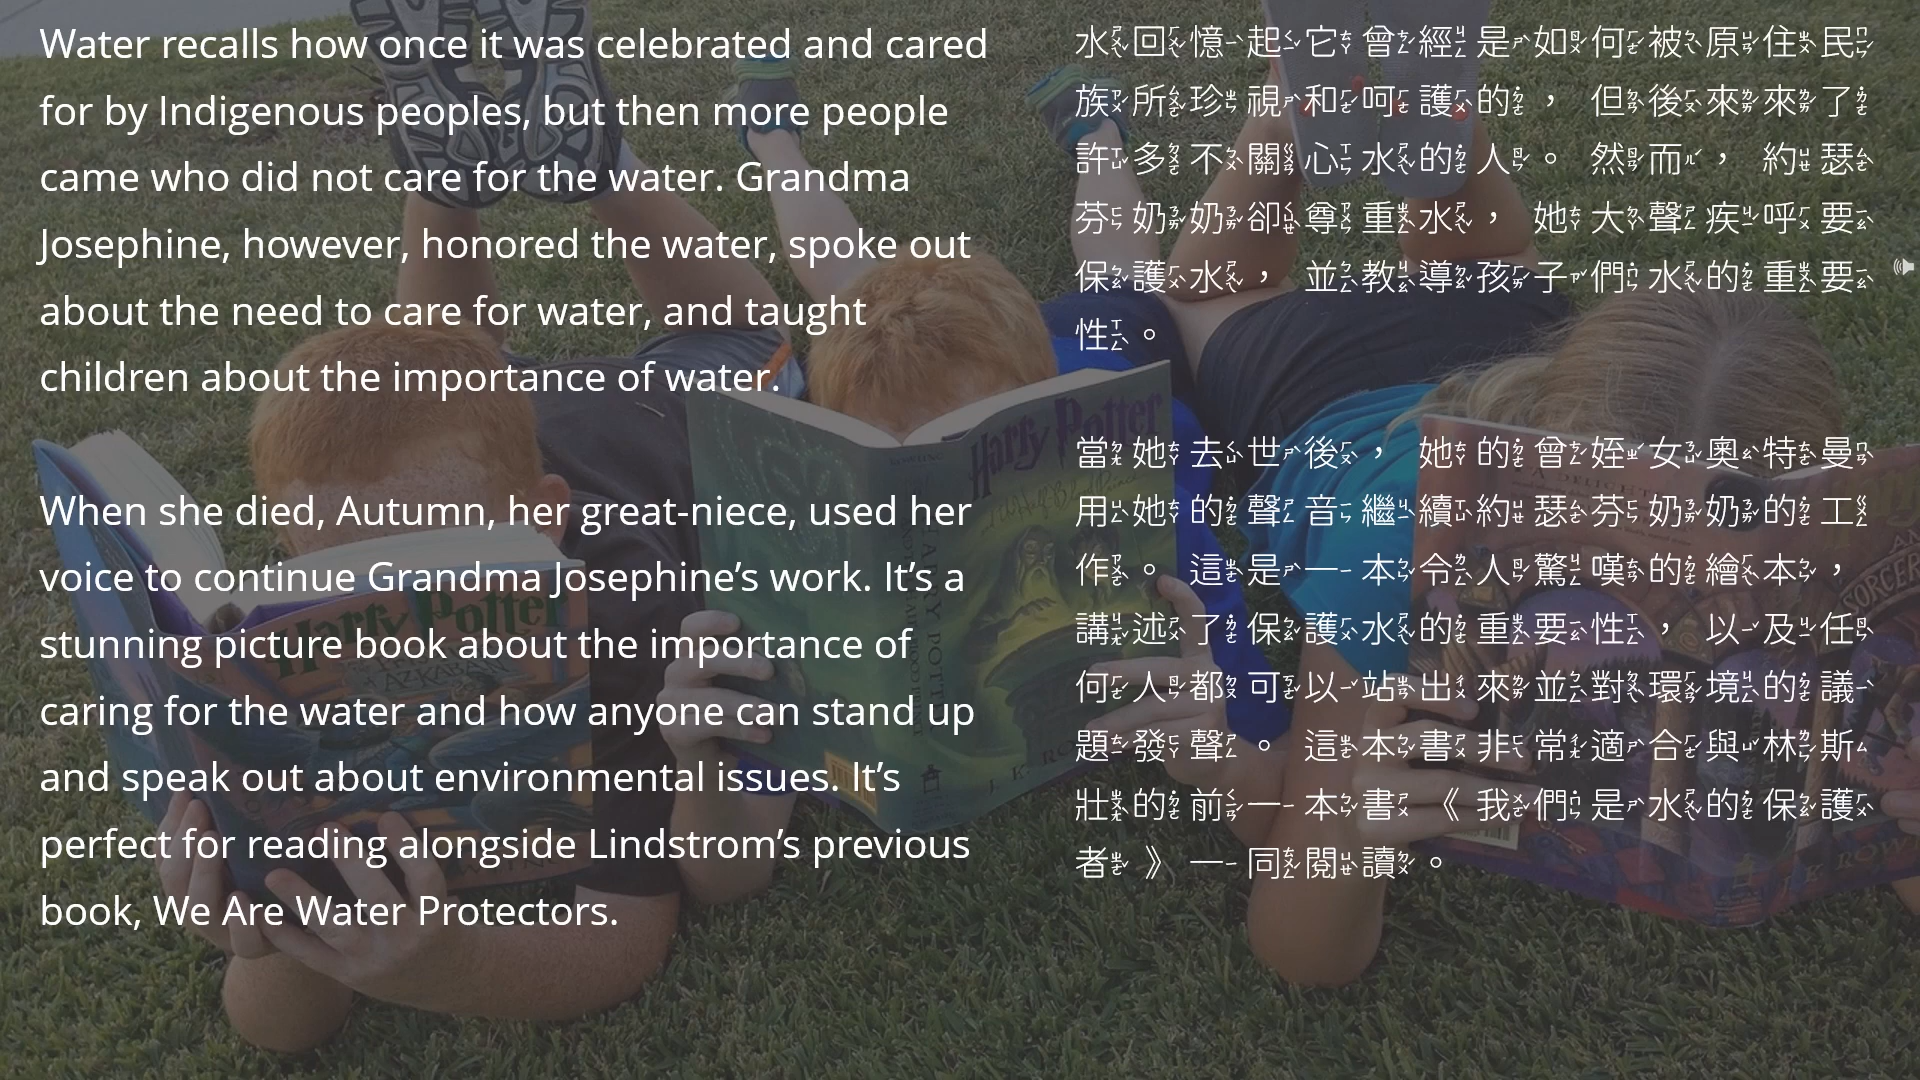 Water recalls how once it was celebrated and cared
for by Indigenous peoples, but then more people
came who did not care for the water. Grandma
Josephine, however, honored the water, spoke out
about the need to care for water, and taught
children about the importance of water.
When she died, Autumn, her great-niece, used her
voice to continue Grandma Josephine’s work. It’s a
stunning picture book about the importance of
caring for the water and how anyone can stand up
and speak out about environmental issues. It’s
perfect for reading alongside Lindstrom’s previous
book, We Are Water Protectors.
水回憶起它曾經是如何被原住民
族所珍視和呵護的， 但後來來了
許多不關心水的人。 然而， 約瑟
芬奶奶卻尊重水， 她大聲疾呼要
保護水， 並教導孩子們水的重要
性。
當她去世後， 她的曾姪女奧特曼
用她的聲音繼續約瑟芬奶奶的工
作。 這是一本令人驚嘆的繪本，
講述了保護水的重要性， 以及任
何人都可以站出來並對環境的議
題發聲。 這本書非常適合與林斯
壯的前一本書《我們是水的保護
者》一同閱讀。
Harry Potter
AZKABAN
Harry Potter
HARRY POTTER
J. K. RO
A DELIGHT
SORCER
ROW